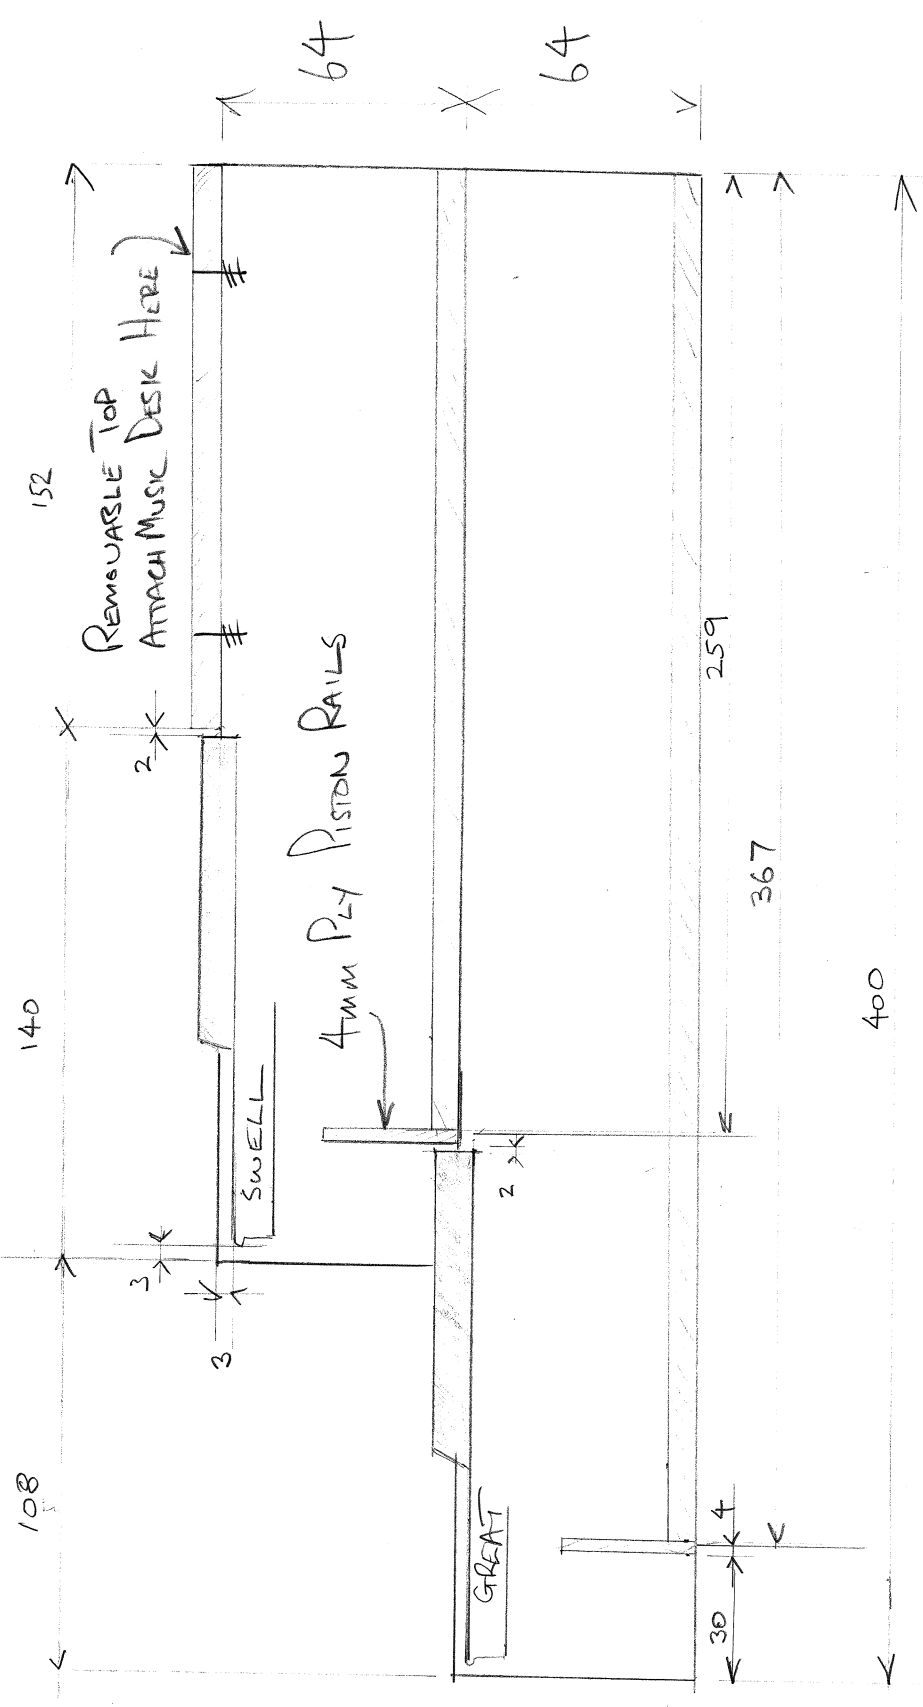 64
64
REMOVABLE TOP
ATTACH MUSIC DESK HERE
152
2
4MM PLY PISTON RAILS
140
SWELL
3
3
2
108
GREAT
259
367
400
4
30